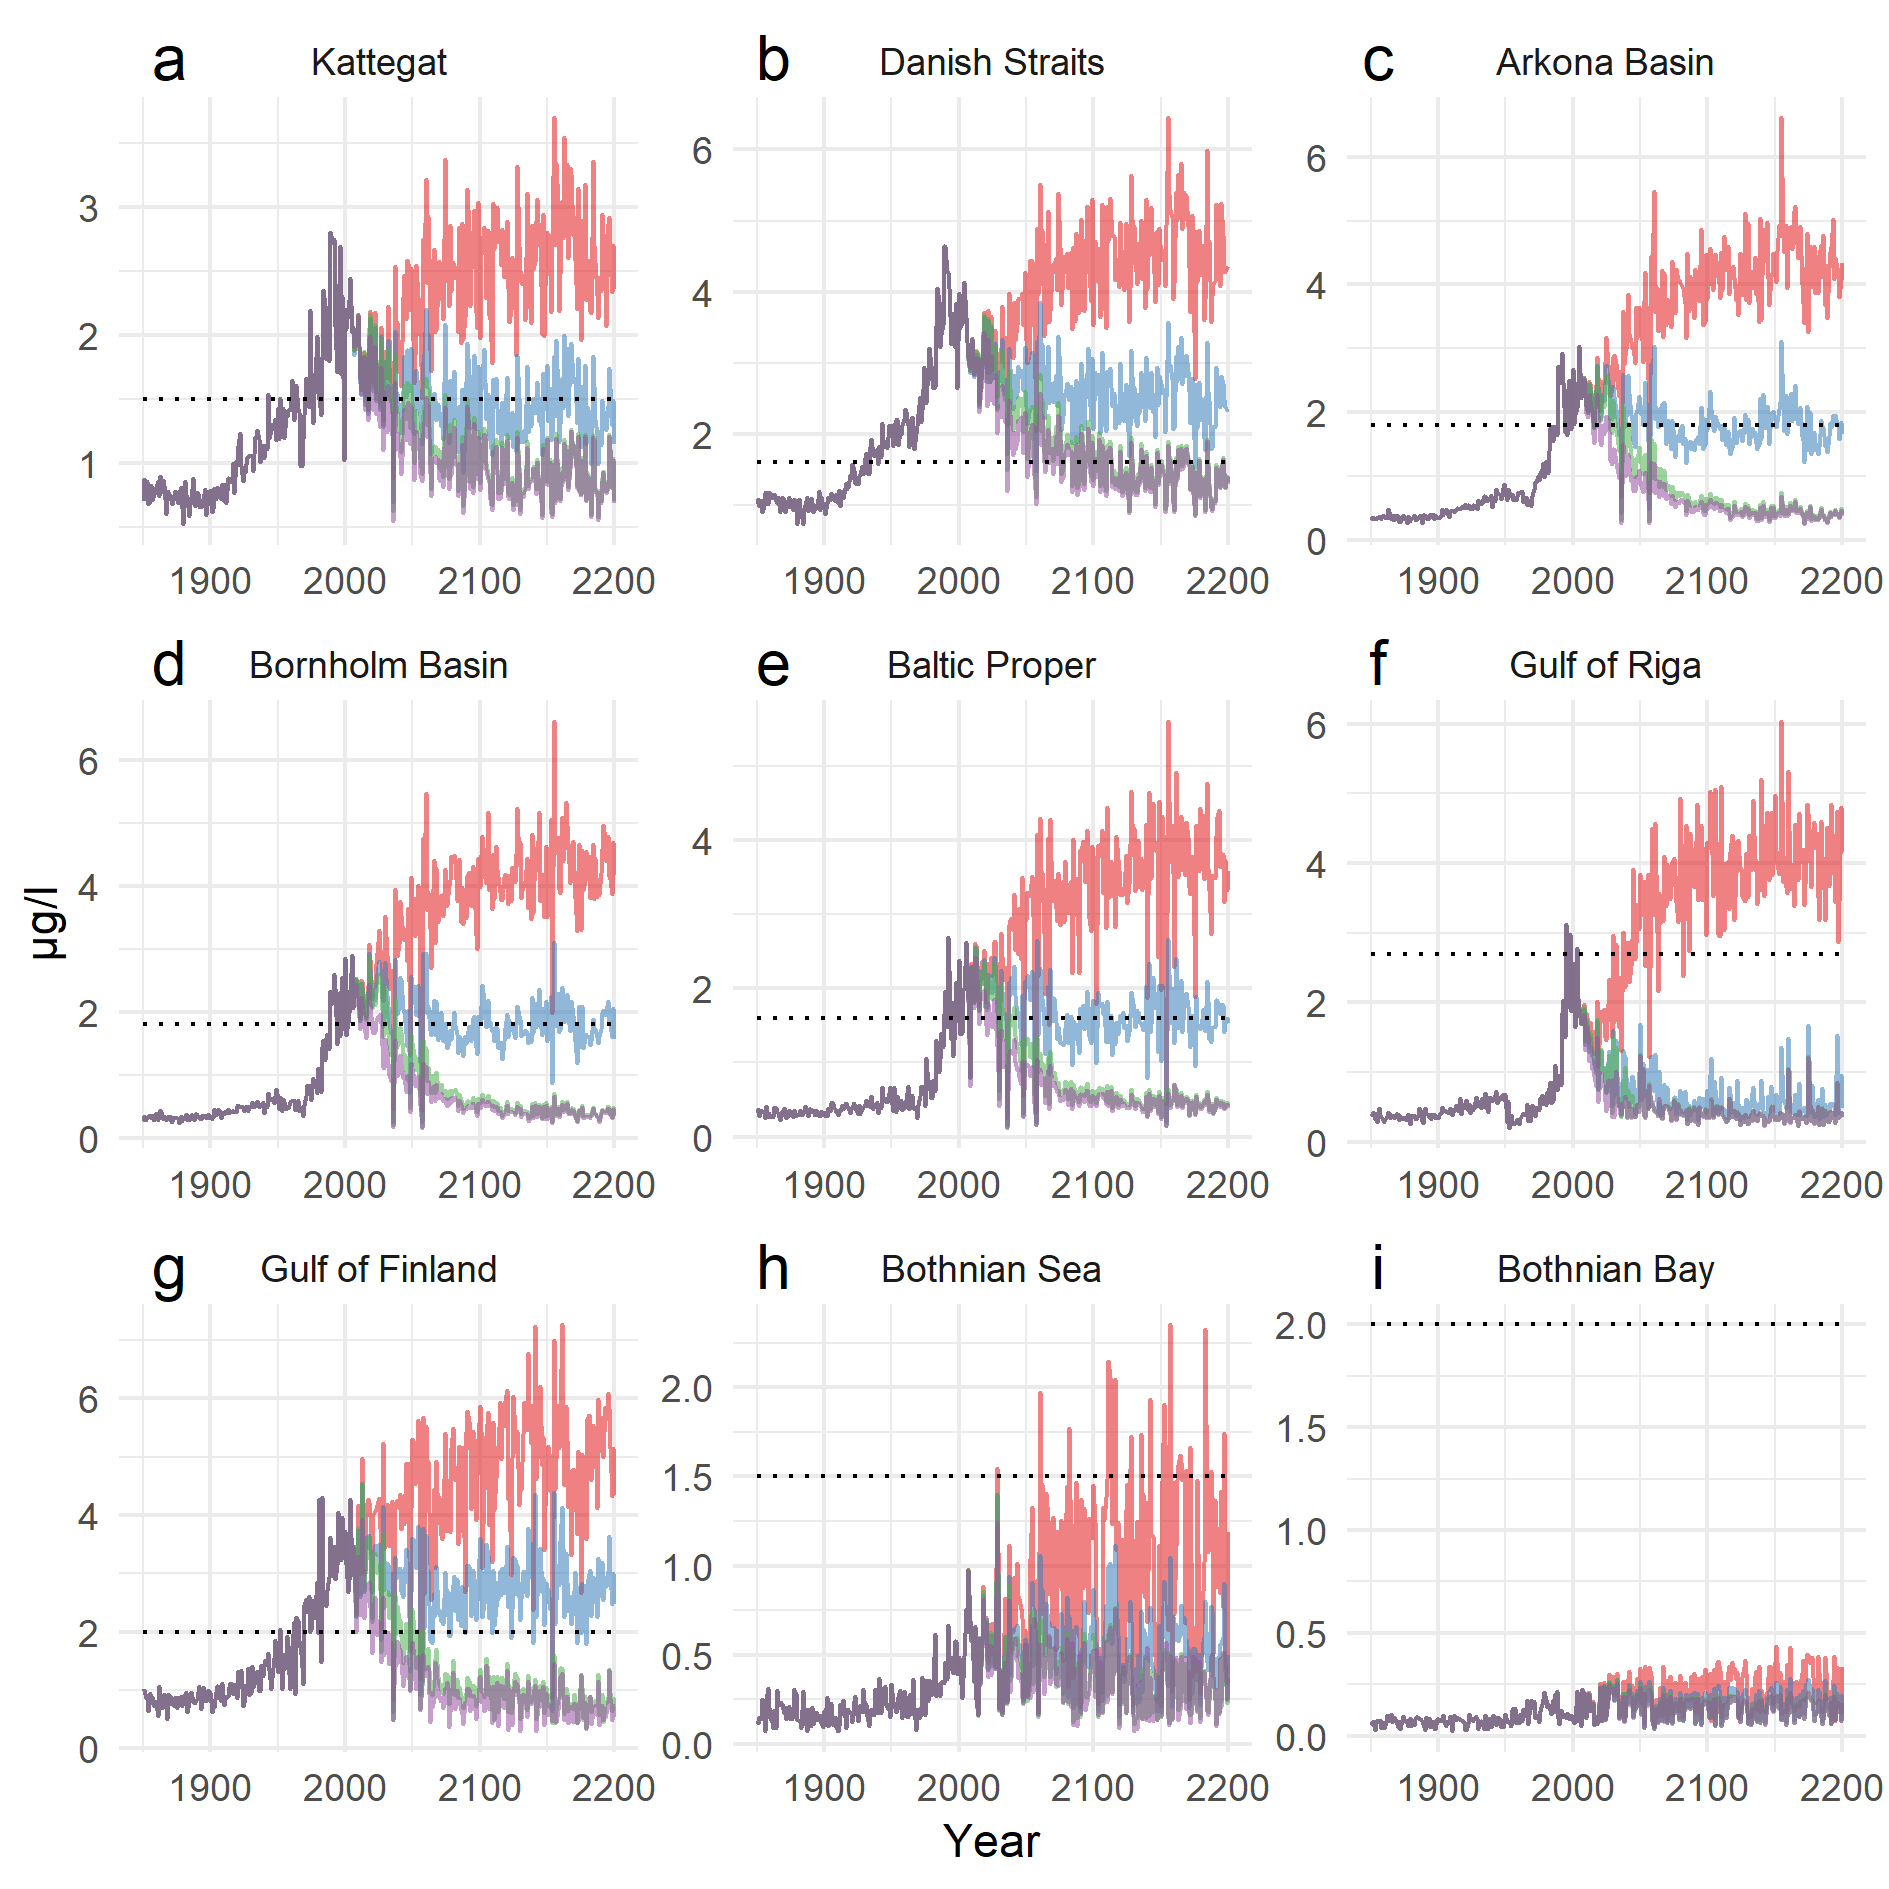 a Kattegat
b Danish Straits
c Arkona Basin
3
2
1
1900 2000 2100 2200
6
4
2
1900 2000 2100 2200
6
4
2
0
1900 2000 2100 2200
d Bornholm Basin
e Baltic Proper
f Gulf of Riga
6
4
2
0
1900 2000 2100 2200
4
2
0
1900 2000 2100 2200
6
4
2
0
1900 2000 2100 2200
µg/l
g Gulf of Finland
h Bothnian Sea
i Bothnian Bay
6
4
2
0
1900 2000 2100 2200
2.0
1.5
1.0
0.5
0.0
1900 2000 2100 2200
2.0
1.5
1.0
0.5
0.0
1900 2000 2100 2200
Year